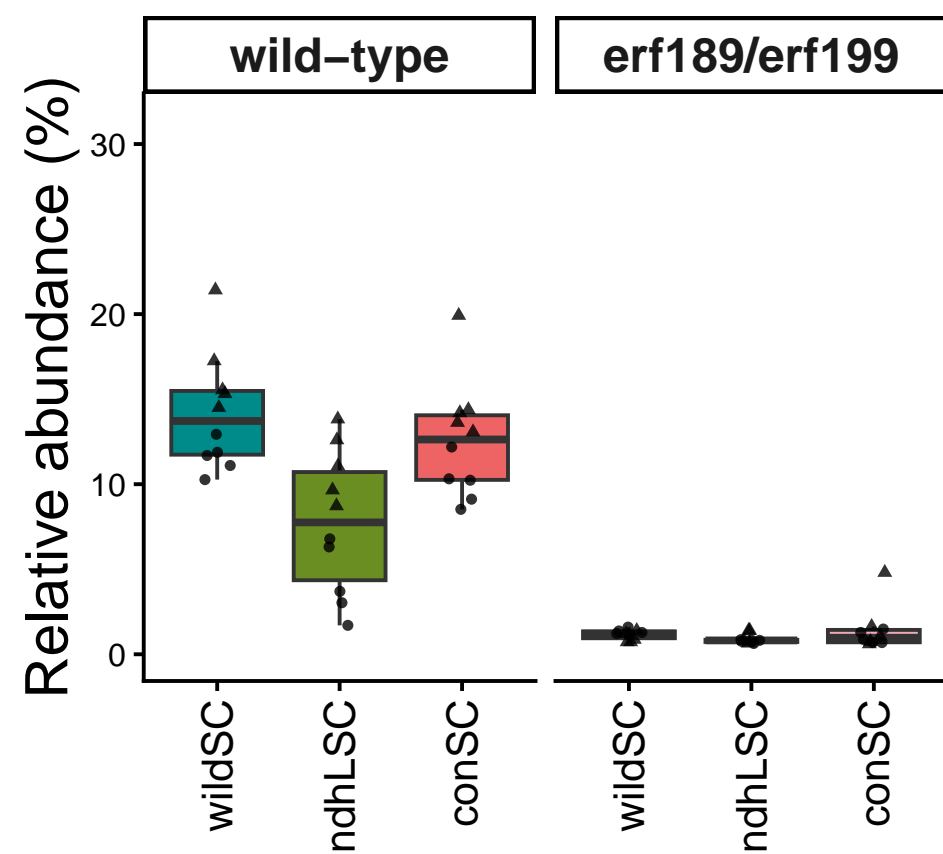 wild–type
erf189/erf199
Relative abundance (%)
30
20
10
0
wildSC
ndhLSC
conSC
wildSC
ndhLSC
conSC